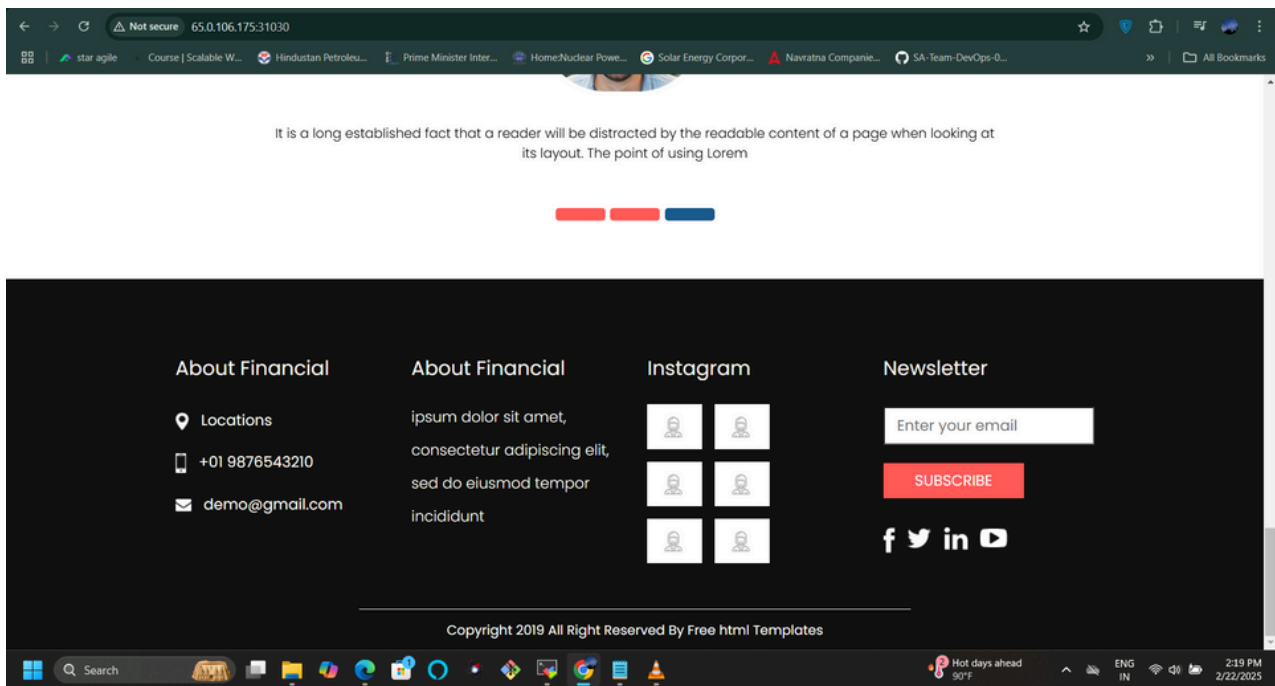 Not secure 65.0.106.175:31030
star agile Course | Scalable W... Hindustan Petroleu... Prime Minister Inter... Home:Nuclear Powe... Solar Energy Corpor... Navratna Companie... SA-Team-DevOps-0... » All Bookmarks
It is a long established fact that a reader will be distracted by the readable content of a page when looking at
its layout. The point of using Lorem
About Financial
Locations
+01 9876543210
demo@gmail.com
About Financial
ipsum dolor sit amet,
consectetur adipiscing elit,
sed do eiusmod tempor
incididunt
Instagram
Newsletter
Enter your email
SUBSCRIBE
Copyright 2019 All Right Reserved By Free html Templates
Search
2
Hot days ahead
90°F
ENG
IN
2:19 PM
2/22/2025